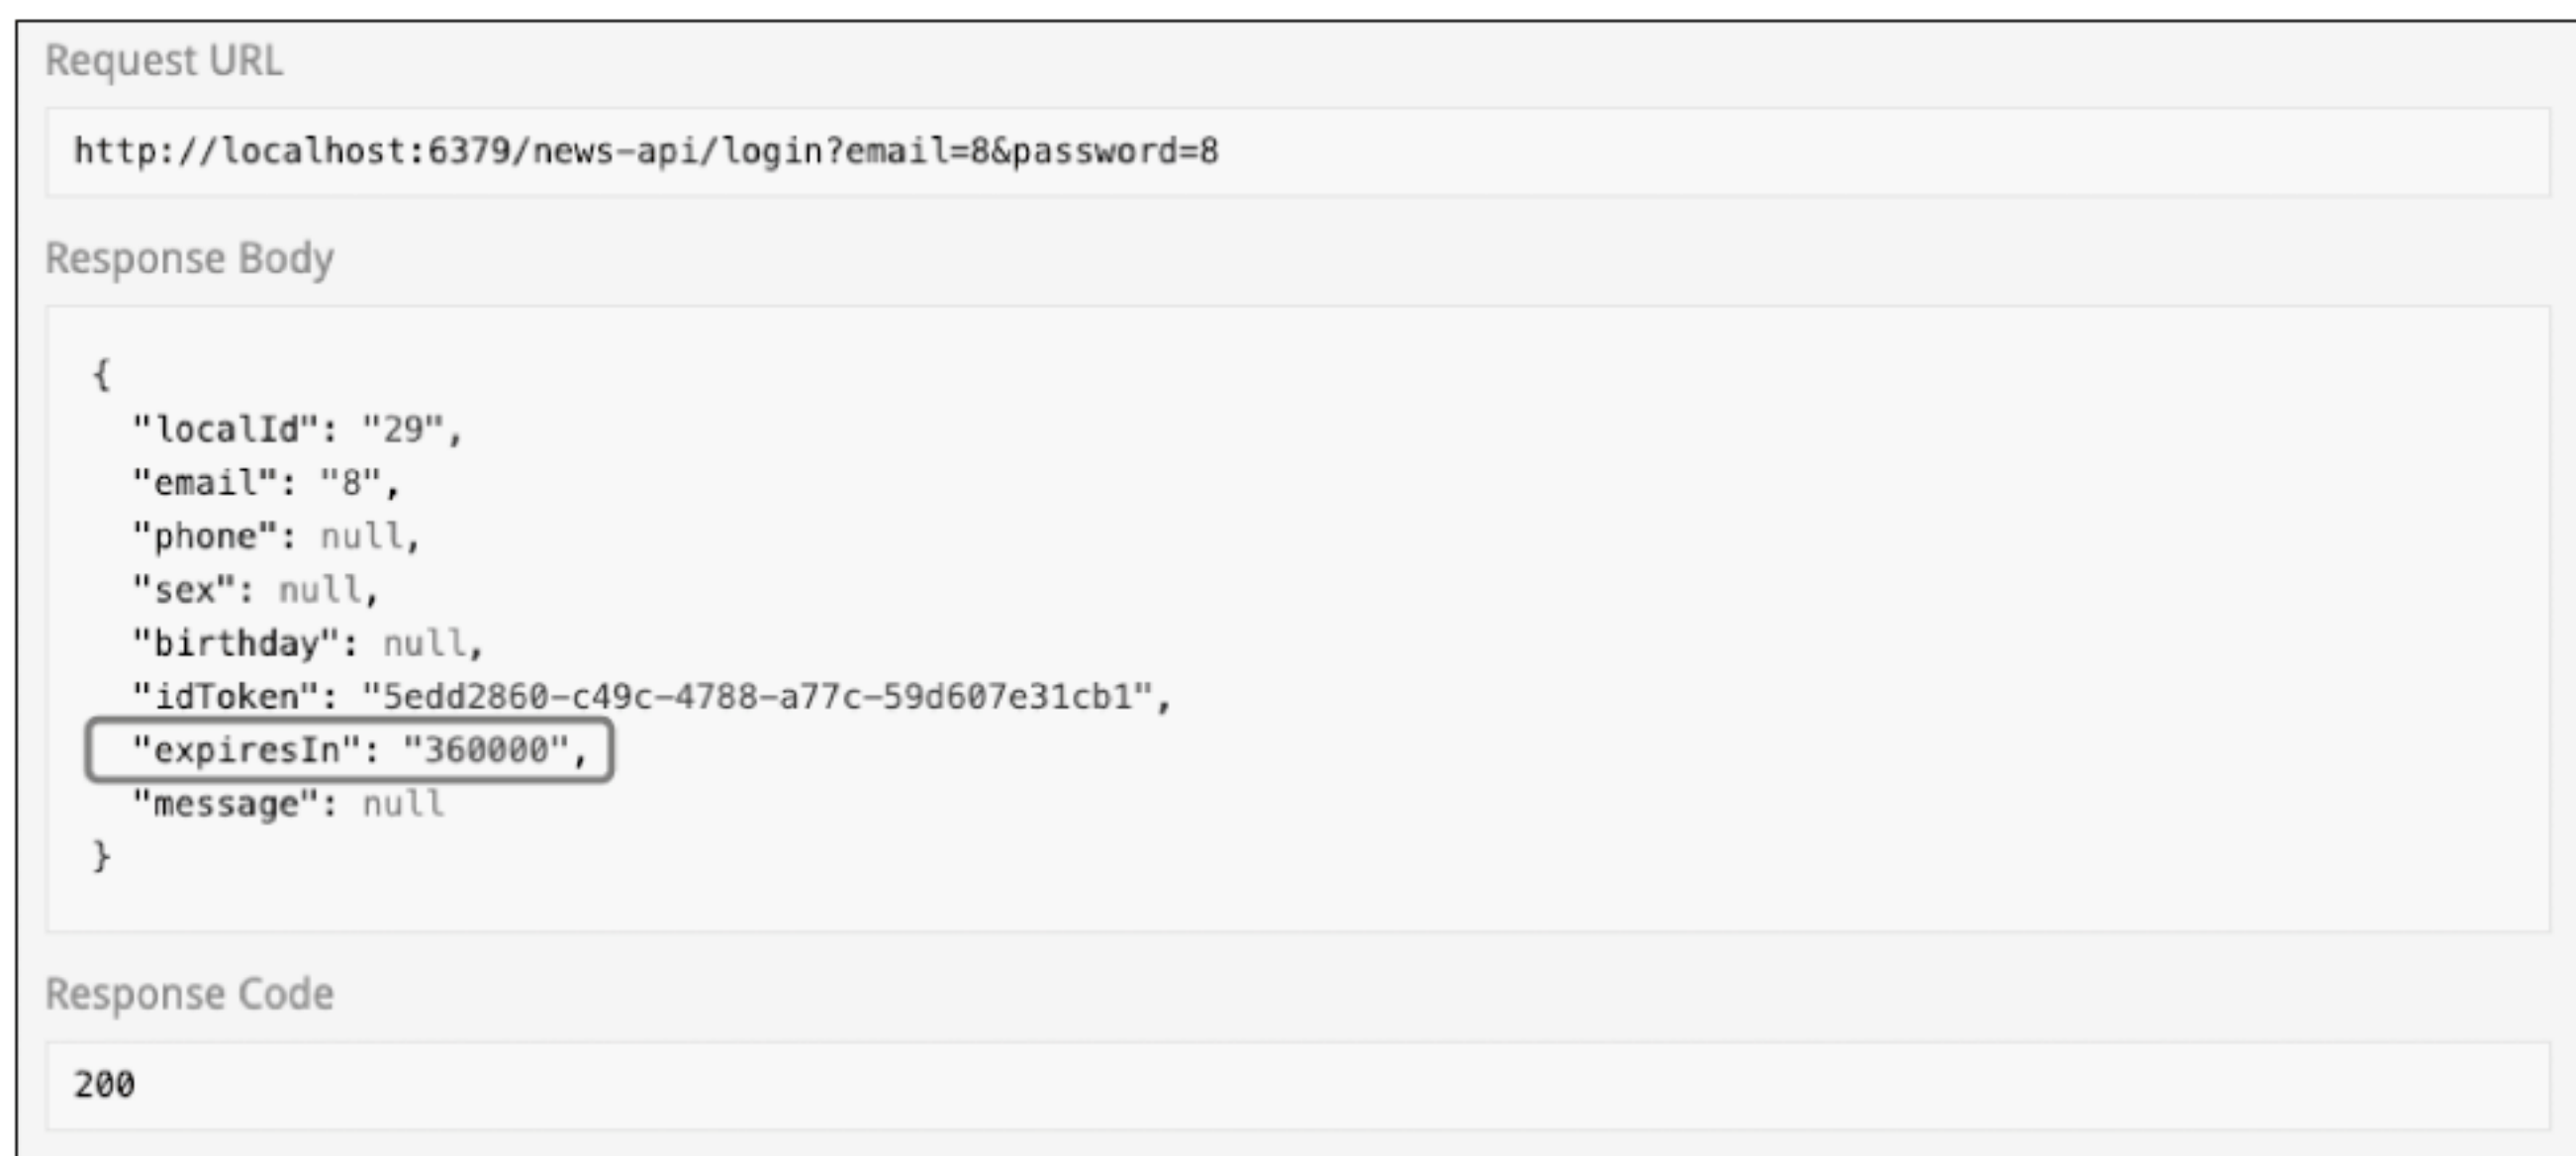 Request URL
http://localhost:6379/news-api/login?email=8&password=8
Response Body
{
"localId": "29",
"email": "8",
"phone": null,
"sex": null,
"birthday": null,
"idToken": "5edd2860-c49c-4788-a77c-59d607e31cb1",
"expiresIn": "360000",
"message": null
}
Response Code
200